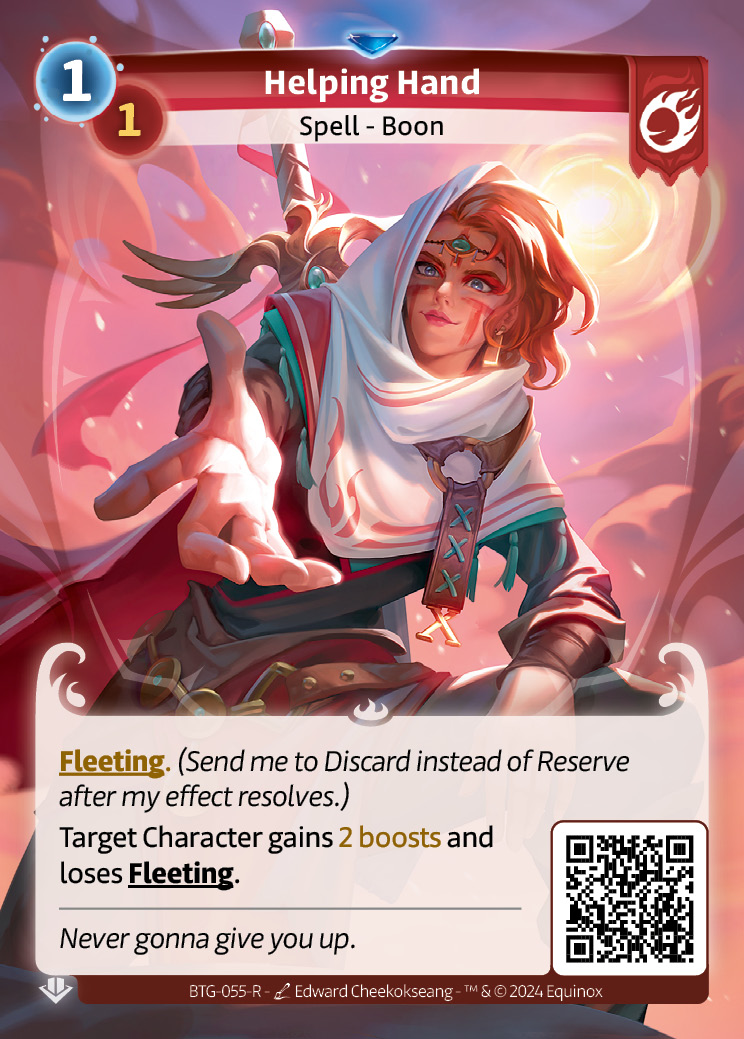 1
Helping Hand
1
Spell - Boon
Fleeting. (Send me to Discard instead of Reserve
after my effect resolves.)
Target Character gains 2 boosts and
loses Fleeting.
Never gonna give you up.
BTG-055-R - Edward Cheekokseang - ™ & © 2024 Equinox